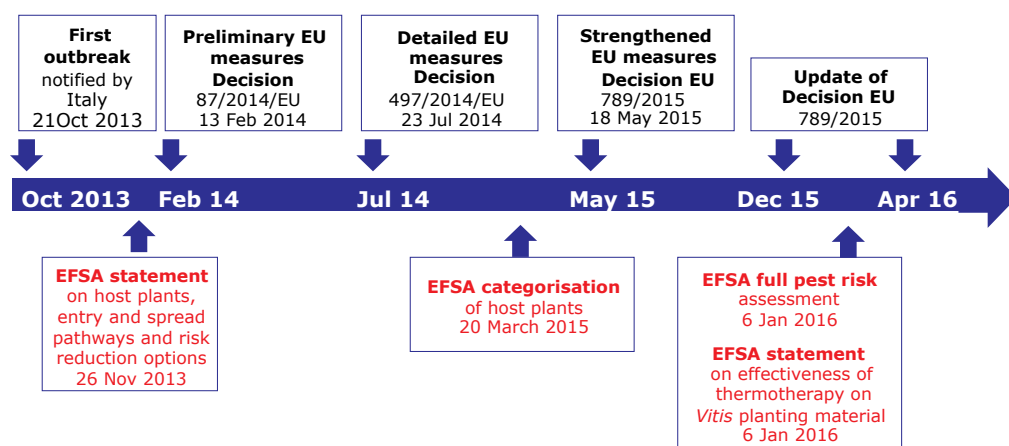 First
outbreak
notified by
Italy
21Oct 2013
Preliminary EU
measures
Decision
87/2014/EU
13 Feb 2014
Detailed EU
measures
Decision
497/2014/EU
23 Jul 2014
Strengthened
EU measures
Decision EU
789/2015
18 May 2015
Update of
Decision EU
789/2015
Oct 2013
Feb 14
Jul 14
May 15
Dec 15
Apr 16
EFSA statement
on host plants,
entry and spread
pathways and risk
reduction options
26 Nov 2013
EFSA categorisation
of host plants
20 March 2015
EFSA full pest risk
assessment
6 Jan 2016
EFSA statement
on effectiveness of
thermotherapy on
Vitis planting material
6 Jan 2016